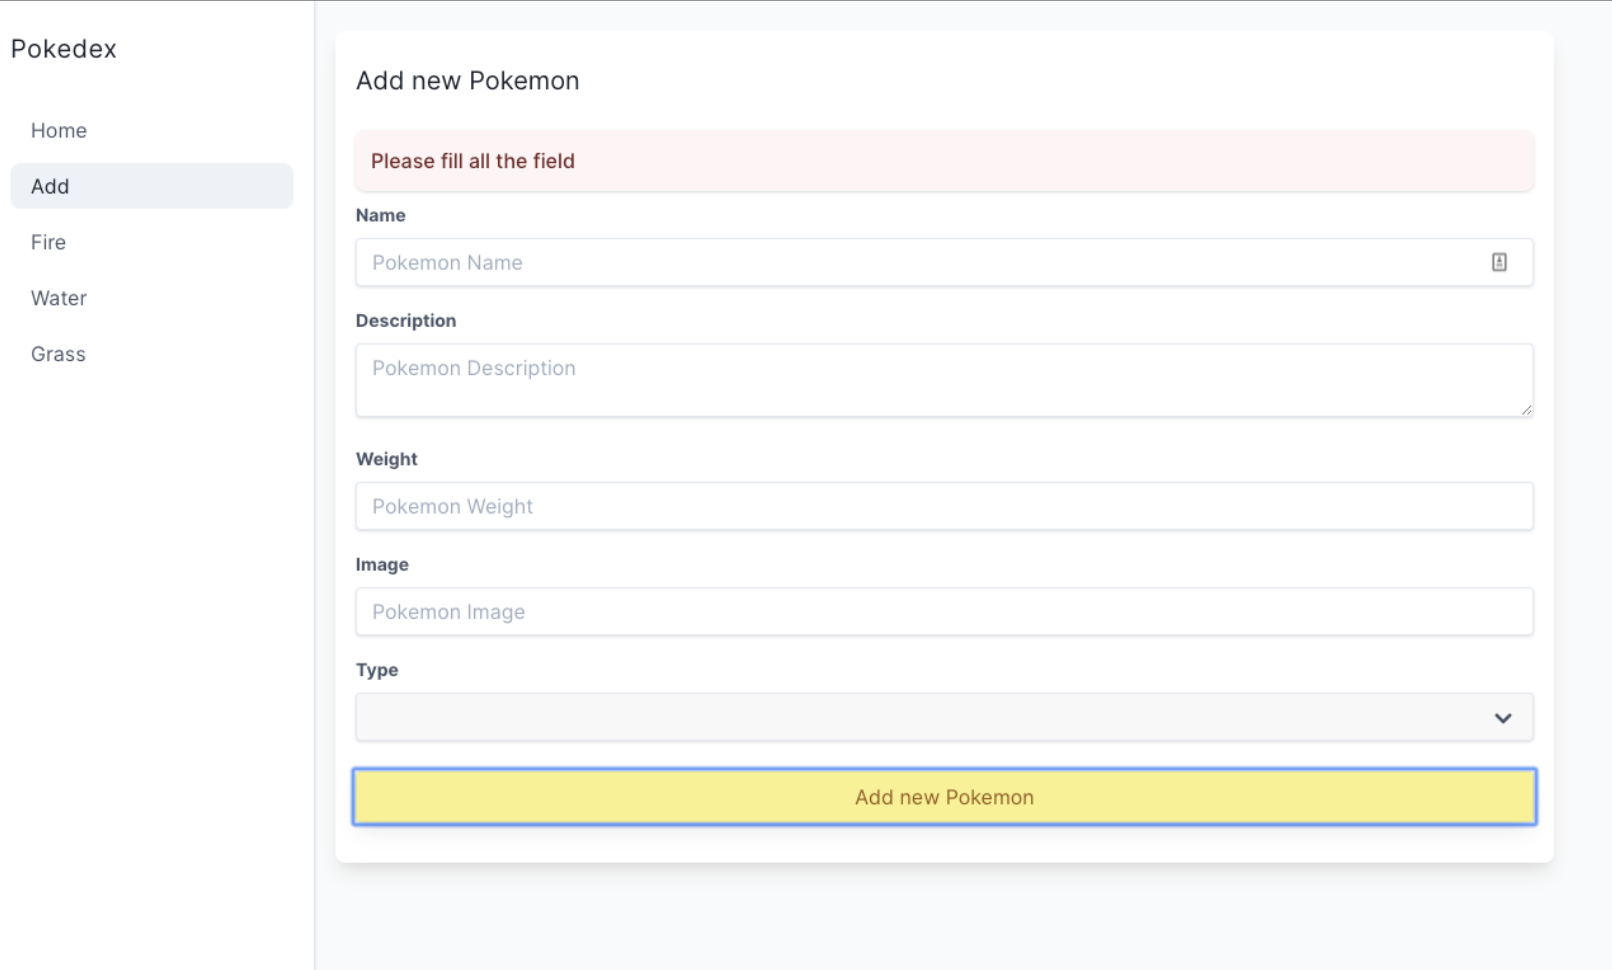 Pokedex
Home
Add
Fire
Water
Grass
Add new Pokemon
Please fill all the field
Name
Pokemon Name
Description
Pokemon Description
Weight
Pokemon Weight
Image
Pokemon Image
Type
Add new Pokemon